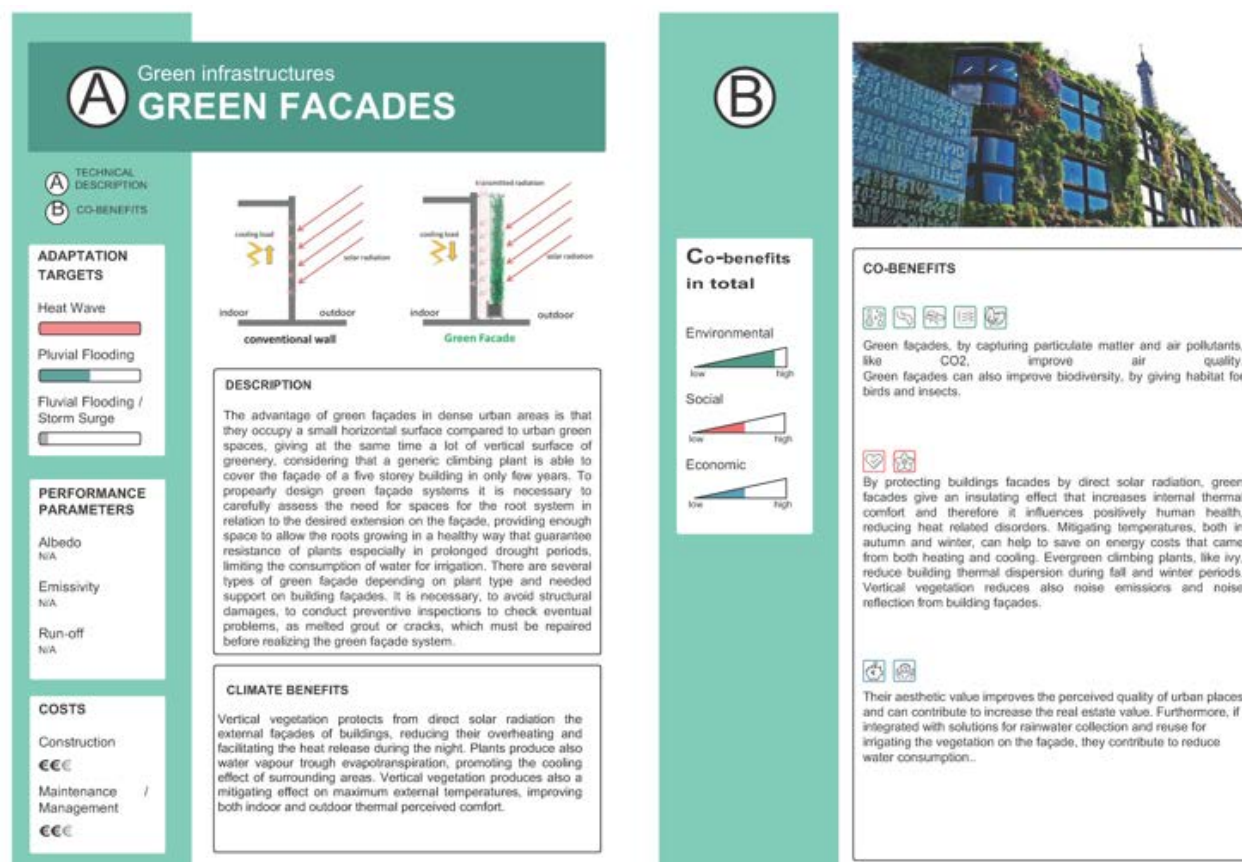 Green infrastructures
A GREEN FACADES
A TECHNICAL
DESCRIPTION
B CO-BENEFITS
ADAPTATION
TARGETS
Heat Wave
Pluvial Flooding
Fluvial Flooding /
Storm Surge
PERFORMANCE
PARAMETERS
Albedo
N/A
Emissivity
N/A
Run-off
N/A
COSTS
Construction
€€€
Maintenance /
Management
€€€
cooling load
solar radiation
indoor
outdoor
conventional wall
transmitted radiation
cooling load
solar radiation
indoor
outdoor
Green Facade
DESCRIPTION
The advantage of green façades in dense urban areas is that
they occupy a small horizontal surface compared to urban green
spaces, giving at the same time a lot of vertical surface of
greenery, considering that a generic climbing plant is able to
cover the façade of a five storey building in only few years. To
propearly design green façade systems it is necessary to
carefully assess the need for spaces for the root system in
relation to the desired extension on the façade, providing enough
space to allow the roots growing in a healthy way that guarantee
resistance of plants especially in prolonged drought periods,
limiting the consumption of water for irrigation. There are several
types of green façade depending on plant type and needed
support on building façades. It is necessary, to avoid structural
damages, to conduct preventive inspections to check eventual
problems, as melted grout or cracks, which must be repaired
before realizing the green façade system.
CLIMATE BENEFITS
Vertical vegetation protects from direct solar radiation the
external façades of buildings, reducing their overheating and
facilitating the heat release during the night. Plants produce also
water vapour trough evapotranspiration, promoting the cooling
effect of surrounding areas. Vertical vegetation produces also a
mitigating effect on maximum external temperatures, improving
both indoor and outdoor thermal perceived comfort.
B
Co-benefits
in total
Environmental
low high
Social
low high
Economic
low high
CO-BENEFITS
Green façades, by capturing particulate matter and air pollutants,
like CO2, improve air quality.
Green façades can also improve biodiversity, by giving habitat for
birds and insects.
By protecting buildings facades by direct solar radiation, green
facades give an insulating effect that increases internal thermal
comfort and therefore it influences positively human health,
reducing heat related disorders. Mitigating temperatures, both in
autumn and winter, can help to save on energy costs that came
from both heating and cooling. Evergreen climbing plants, like ivy,
reduce building thermal dispersion during fall and winter periods.
Vertical vegetation reduces also noise emissions and noise
reflection from building façades.
Their aesthetic value improves the perceived quality of urban places
and can contribute to increase the real estate value. Furthermore, if
integrated with solutions for rainwater collection and reuse for
irrigating the vegetation on the façade, they contribute to reduce
water consumption..